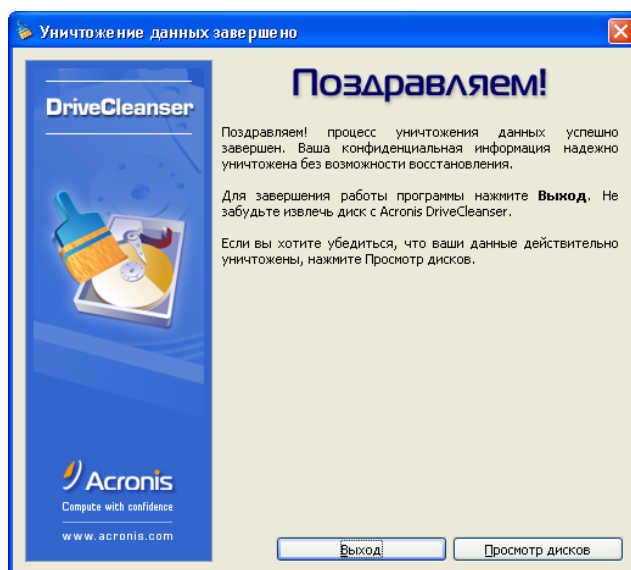 Уничтожение данных завершено
DriveCleanser
Поздравляем!
Поздравляем! процесс уничтожения данных успешно
завершен. Ваша конфиденциальная информация надежно
уничтожена без возможности восстановления.
Для завершения работы программы нажмите Выход. Не
забудьте извлечь диск с Acronis DriveCleanser.
Если вы хотите убедиться, что ваши данные действительно
уничтожены, нажмите Просмотр дисков.
Acronis
Compute with confidence
www.acronis.com
Выход
Просмотр дисков